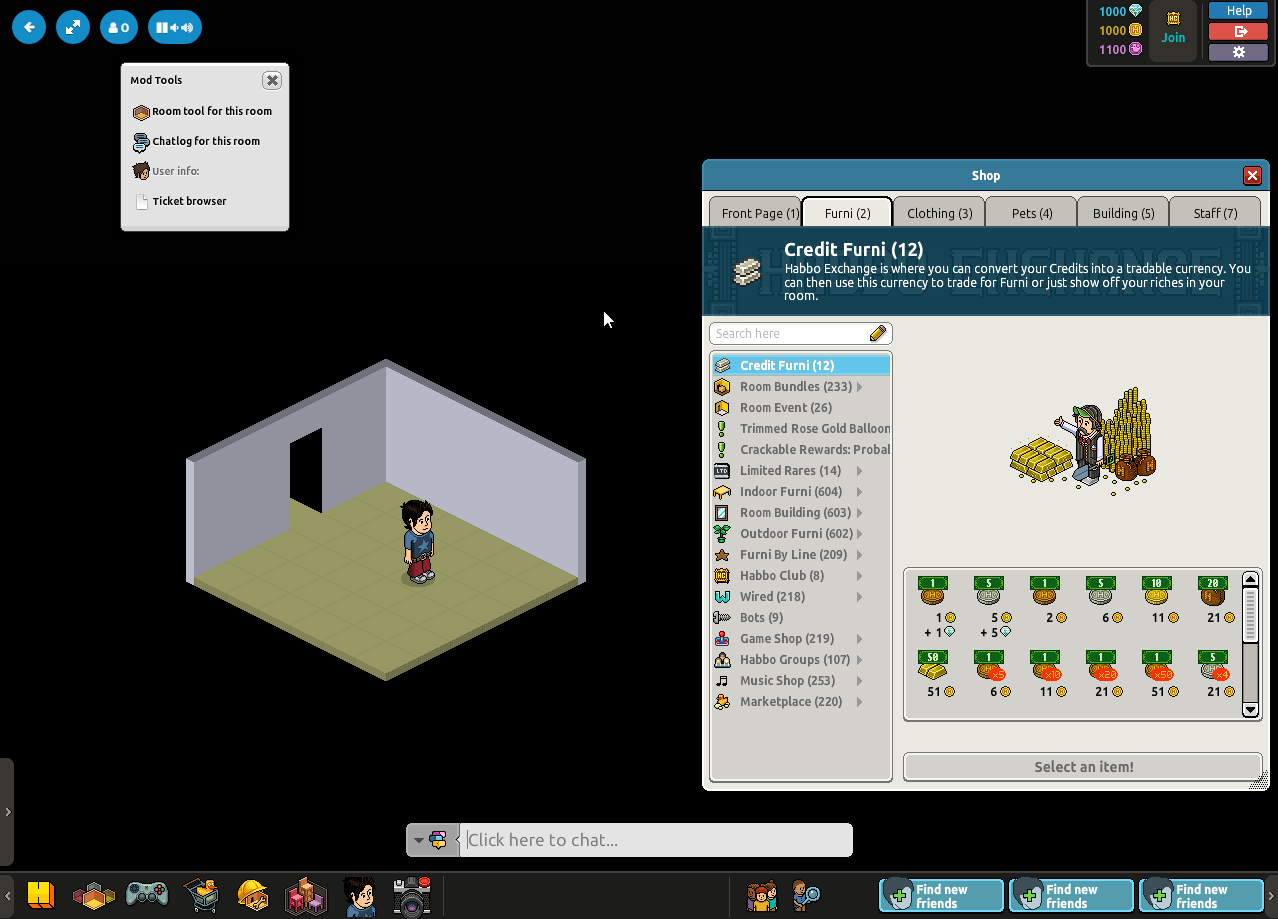 0
1000
1000
1100
Join
Help
Mod Tools
Room tool for this room
Chatlog for this room
User info:
Ticket browser
Shop
Front Page (1)
Furni (2)
Clothing (3)
Pets (4)
Building (5)
Staff (7)
Credit Furni (12)
Habbo Exchange is where you can convert your Credits into a tradable currency. You
can then use this currency to trade for Furni or just show off your riches in your
room.
Search here
Credit Furni (12)
Room Bundles (233)
Room Event (26)
Trimmed Rose Gold Balloon
Crackable Rewards: Probal
LTD Limited Rares (14)
Indoor Furni (604)
Room Building (603)
Outdoor Furni (602)
Furni By Line (209)
Habbo Club (8)
Wired (218)
Bots (9)
Game Shop (219)
Habbo Groups (107)
Music Shop (253)
Marketplace (220)
1 5 1 5 10 20
1 5 2 6 11 21
+ 1 + 5
50 1 1 1 1 5
x5 x10 x20 x50 x4
51 6 11 21 51 21
Select an item!
Click here to chat...
Find new
friends
Find new
friends
Find new
friends